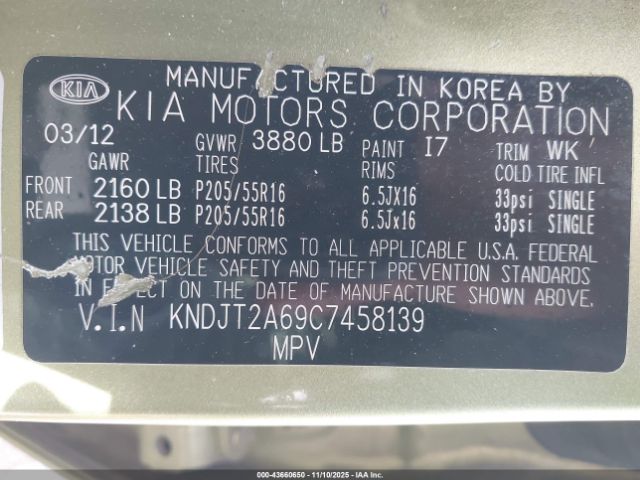 MANUFACTURED IN KOREA BY
KIA KIA MOTORS CORPORATION
03/12 GVWR 3880 LB PAINT I7 TRIM WK
GAWR TIRES RIMS COLD TIRE INFL
FRONT 2160 LB P205/55R16 6.5JX16 33psi SINGLE
REAR 2138 LB P205/55R16 6.5Jx16 33psi SINGLE
THIS VEHICLE CONFORMS TO ALL APPLICABLE U.S.A. FEDERAL
MOTOR VEHICLE SAFETY AND THEFT PREVENTION STANDARDS
IN EFFECT ON THE DATE OF MANUFACTURE SHOWN ABOVE.
V.I.N KNDJT2A69C7458139
MPV
000-43660650 - 11/10/2025 - IAAI.COM